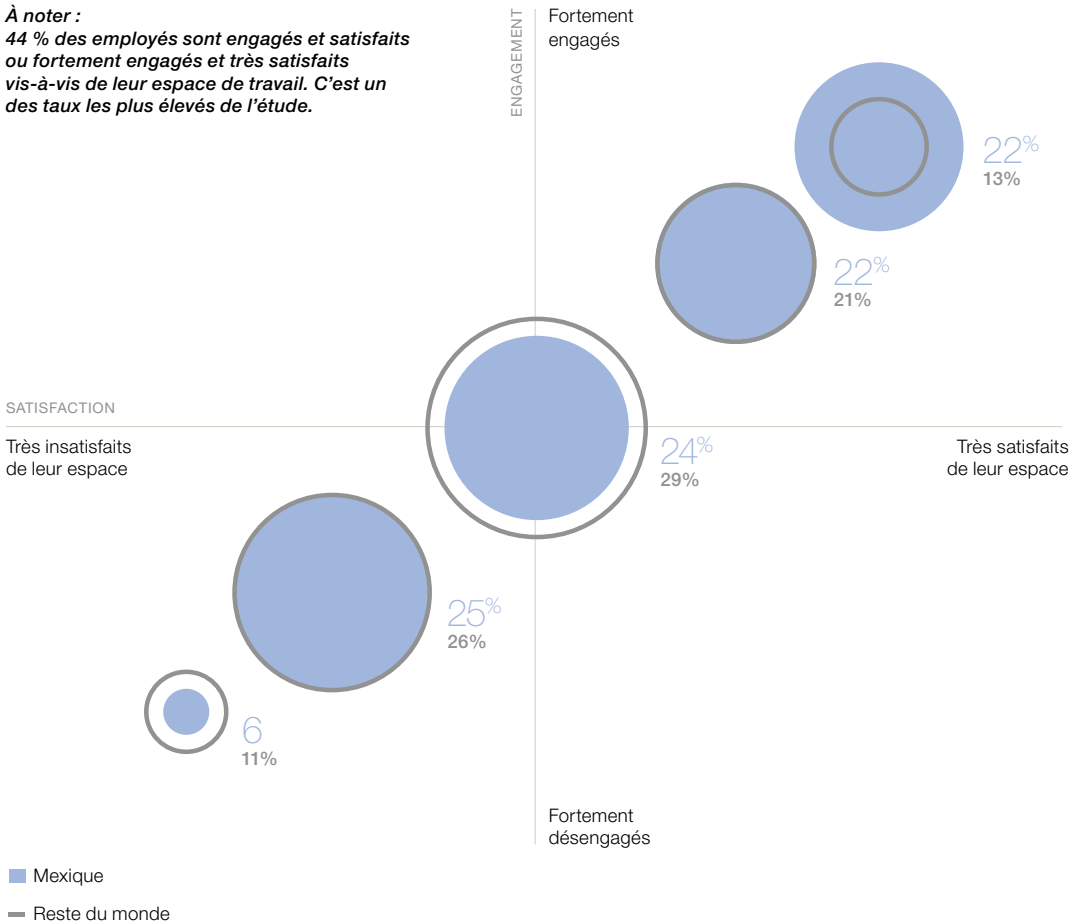 À noter :
44 % des employés sont engagés et satisfaits
ou fortement engagés et très satisfaits
vis-à-vis de leur espace de travail. C’est un
des taux les plus élevés de l’étude.
ENGAGEMENT
Fortement
engagés
22%
13%
22%
21%
SATISFACTION
Très insatisfaits
de leur espace
24%
29%
Très satisfaits
de leur espace
25%
26%
6
11%
Fortement
désengagés
Mexique
Reste du monde